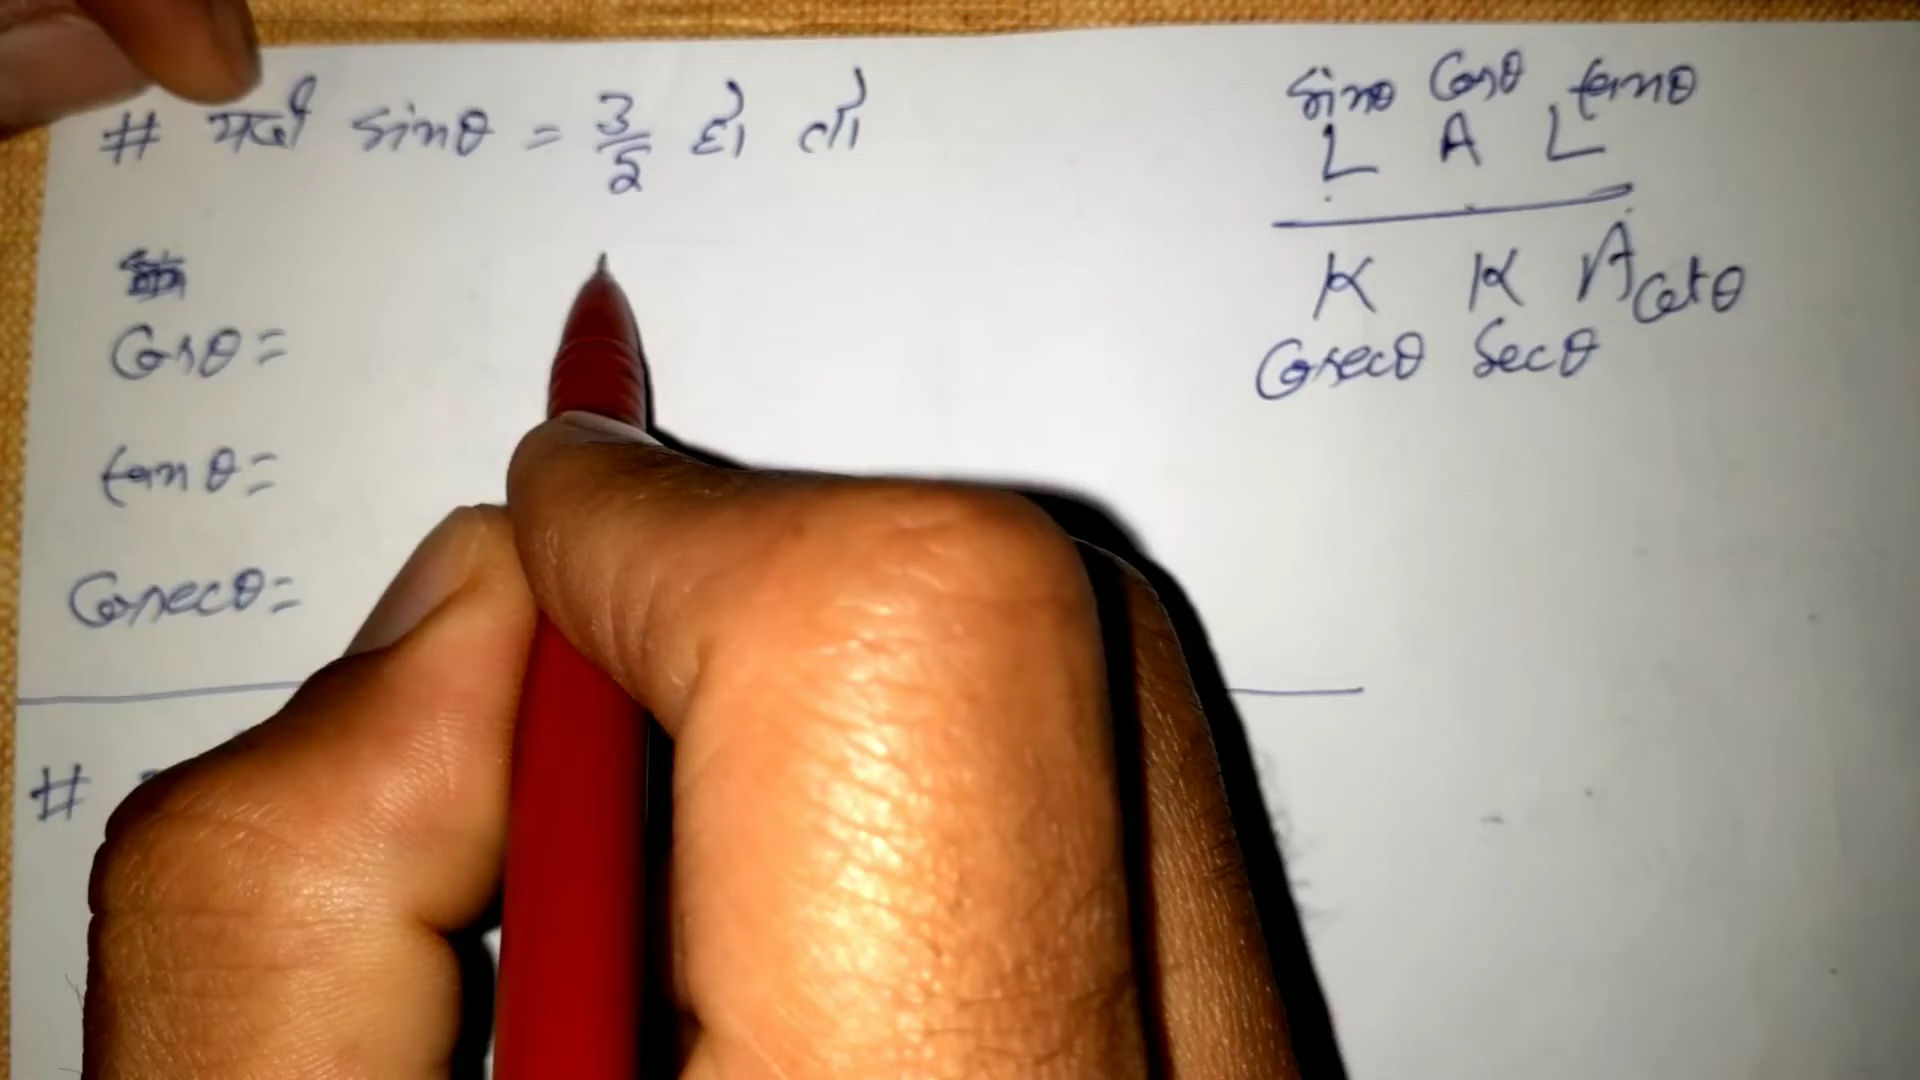 # यदी sinθ = 3/5 हो तो
Cosθ=
tanθ=
Cosecθ=
#
sinθ Cosθ tanθ
L A L
K K A Cotθ
Cosecθ Secθ